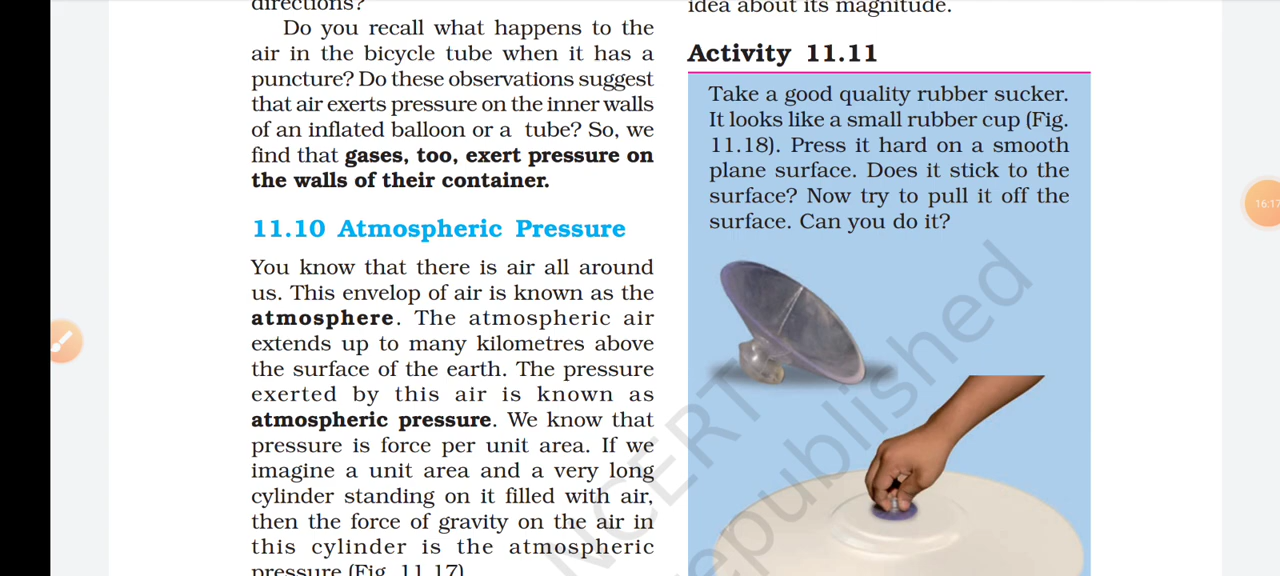 directions?
Do you recall what happens to the
air in the bicycle tube when it has a
puncture? Do these observations suggest
that air exerts pressure on the inner walls
of an inflated balloon or a tube? So, we
find that gases, too, exert pressure on
the walls of their container.
11.10 Atmospheric Pressure
You know that there is air all around
us. This envelop of air is known as the
atmosphere. The atmospheric air
extends up to many kilometres above
the surface of the earth. The pressure
exerted by this air is known as
atmospheric pressure. We know that
pressure is force per unit area. If we
imagine a unit area and a very long
cylinder standing on it filled with air,
then the force of gravity on the air in
this cylinder is the atmospheric
pressure (Fig. 11.17)
idea about its magnitude.
Activity 11.11
Take a good quality rubber sucker.
It looks like a small rubber cup (Fig.
11.18). Press it hard on a smooth
plane surface. Does it stick to the
surface? Now try to pull it off the
surface. Can you do it?
NCERT
republished
16:17